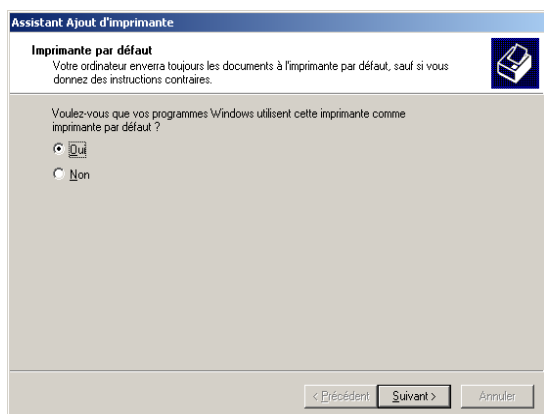 Assistant Ajout d'imprimante
Imprimante par défaut
Votre ordinateur enverra toujours les documents à l'imprimante par défaut, sauf si vous
donnez des instructions contraires.
Voulez-vous que vos programmes Windows utilisent cette imprimante comme
imprimante par défaut ?
Oui
Non
< Précédent
Suivant >
Annuler